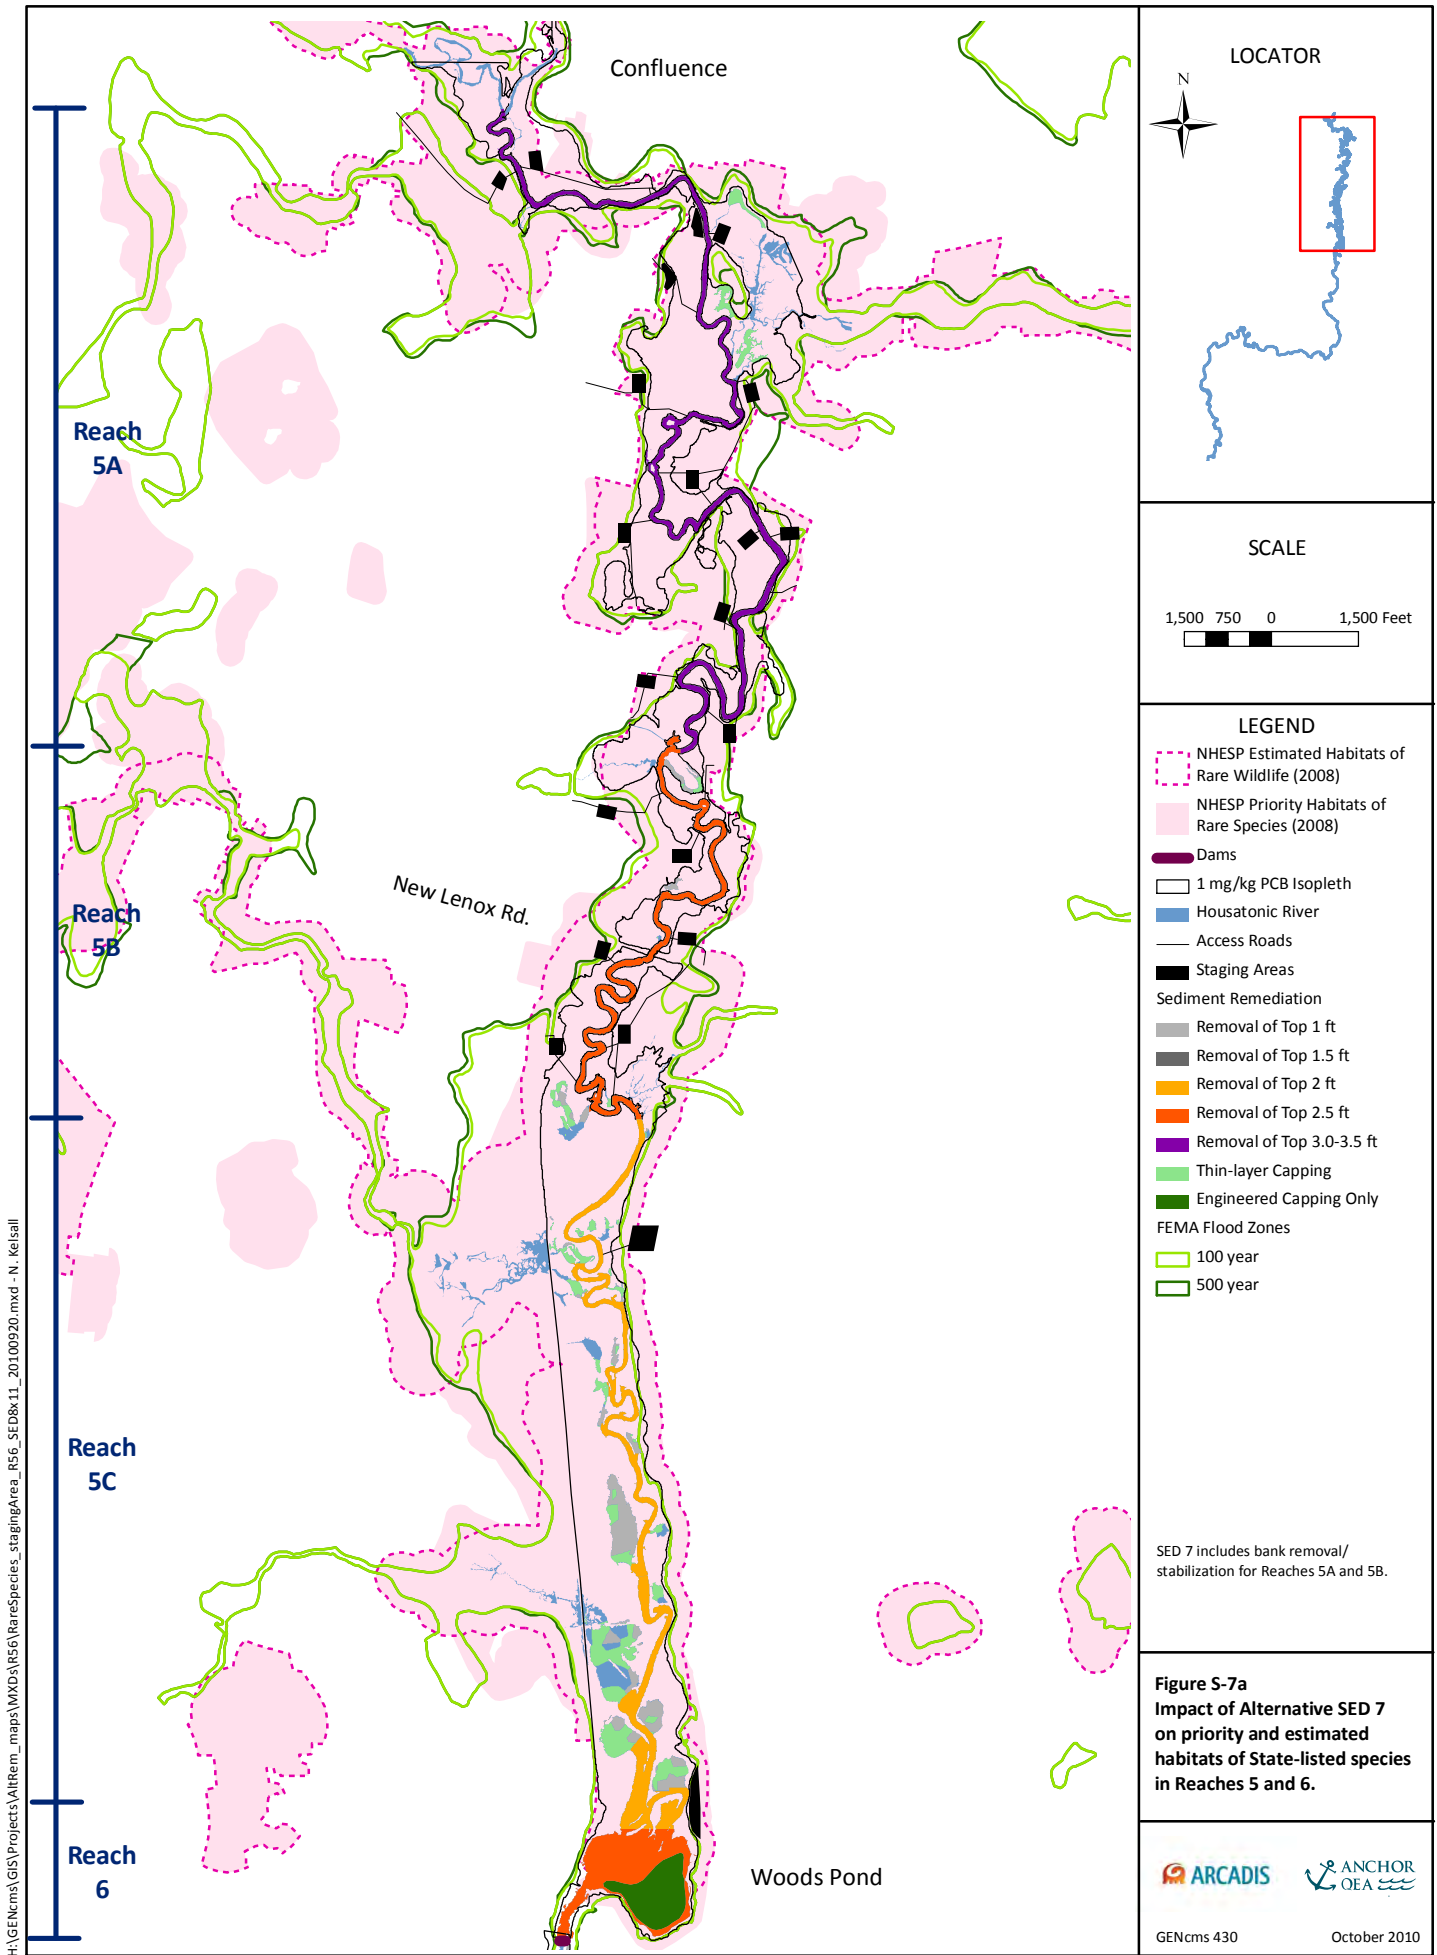 Confluence
Reach
5A
Reach
5B
New Lenox Rd.
Reach
5C
Reach
6
Woods Pond
H:\GENcms\GIS\Projects\AltRem_maps\MXDs\R56\RareSpecies_stagingArea_R56_SED8x11_20100920.mxd - N. Kelsall
LOCATOR
N
SCALE
1,500 750 0 1,500 Feet
LEGEND
NHESP Estimated Habitats of
Rare Wildlife (2008)
NHESP Priority Habitats of
Rare Species (2008)
Dams
1 mg/kg PCB Isopleth
Housatonic River
Access Roads
Staging Areas
Sediment Remediation
Removal of Top 1 ft
Removal of Top 1.5 ft
Removal of Top 2 ft
Removal of Top 2.5 ft
Removal of Top 3.0-3.5 ft
Thin-layer Capping
Engineered Capping Only
FEMA Flood Zones
100 year
500 year
SED 7 includes bank removal/
stabilization for Reaches 5A and 5B.
Figure S-7a
Impact of Alternative SED 7
on priority and estimated
habitats of State-listed species
in Reaches 5 and 6.
ARCADIS
ANCHOR
QEA
GENcms 430 October 2010